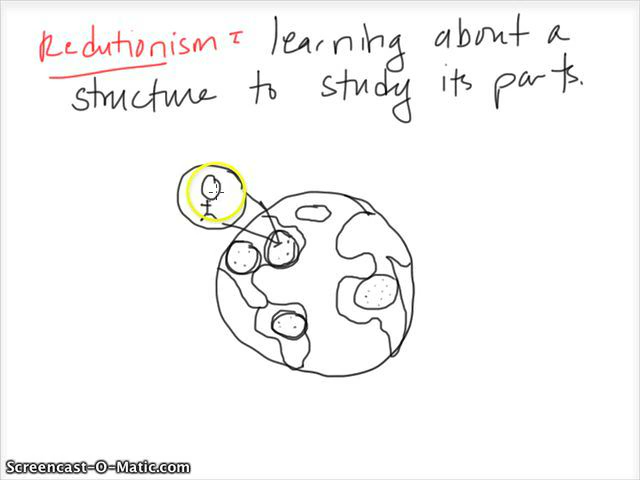 Redutionism = learning about a
structure to study its parts.
Screencast-O-Matic.com